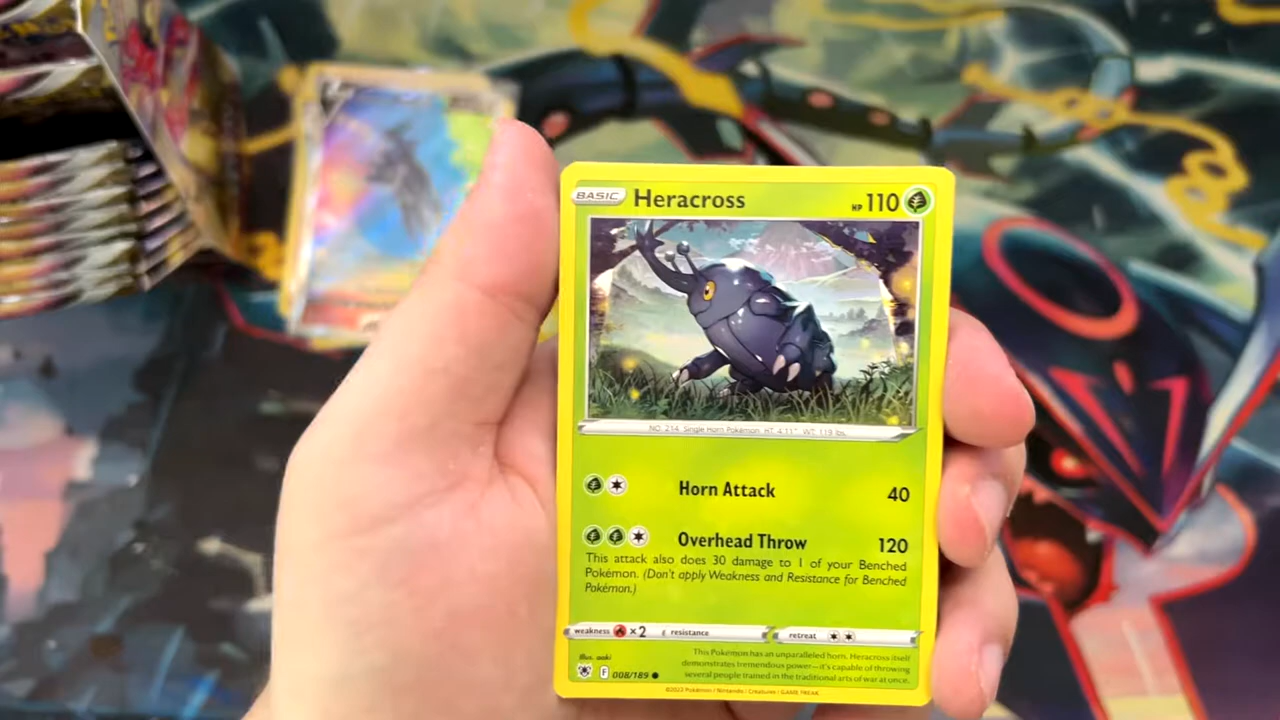 BASIC Heracross HP 110
NO. 214 Single Horn Pokémon HT: 4'11" WT: 119 lbs.
Horn Attack 40
Overhead Throw 120
This attack also does 30 damage to 1 of your Benched
Pokémon. (Don't apply Weakness and Resistance for Benched
Pokémon.)
weakness ×2 resistance retreat
This Pokémon has an unparalleled horn. Heracross itself
demonstrates tremendous power—it's capable of throwing
several people trained in the traditional arts of war at once.
Illus. aoki
F 008/189
©2022 Pokémon / Nintendo / Creatures / GAME FREAK